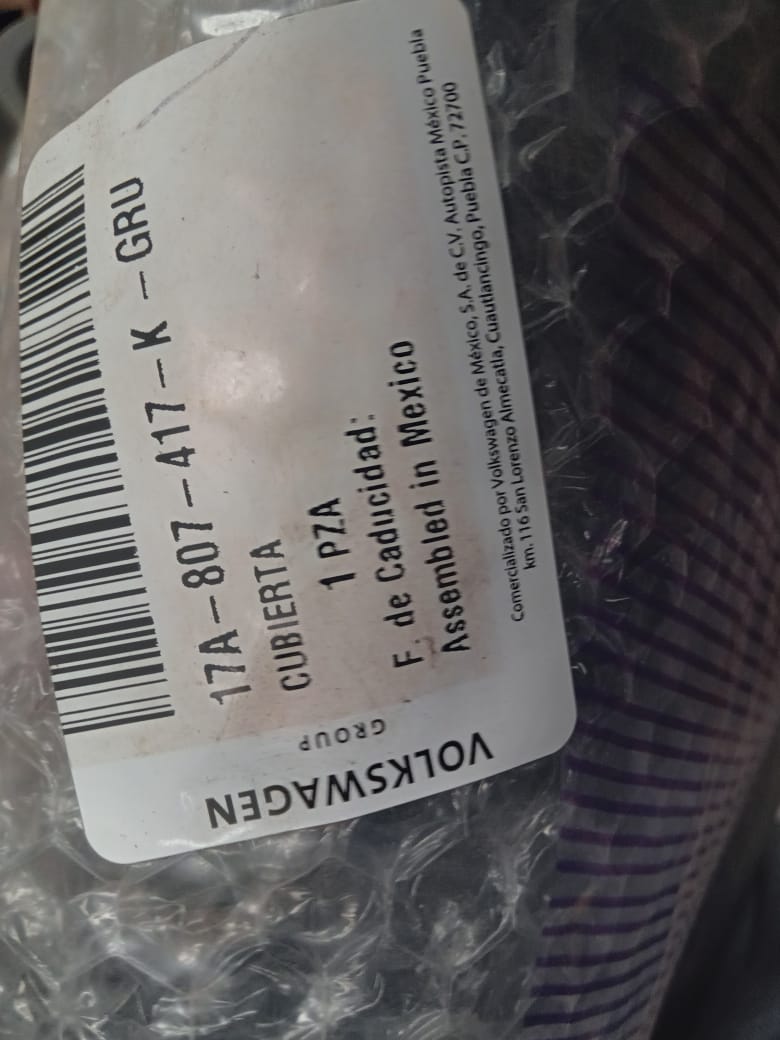 17A-807-417-K -GRU
CUBIERTA
1 PZA
F. de Caducidad:
Assembled in Mexico
Comercializado por Volkswagen de México, S.A. de C.V. Autopista México Puebla
km. 116 San Lorenzo Almecatla, Cuautlancingo, Puebla C.P. 72700
VOLKSWAGEN
GROUP